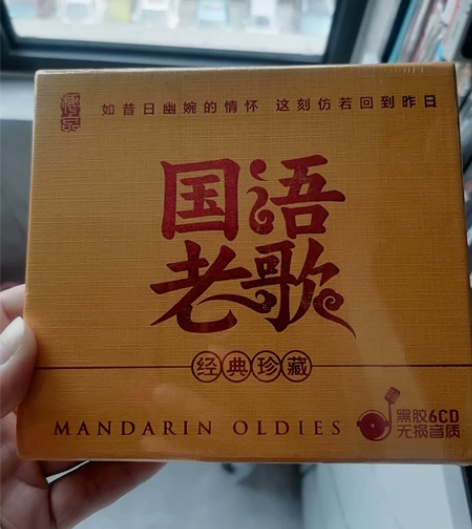 如昔日幽婉的情怀 这刻仿若回到昨日
国语
老歌
经典珍藏
MANDARIN OLDIES
黑胶6CD
无损音质